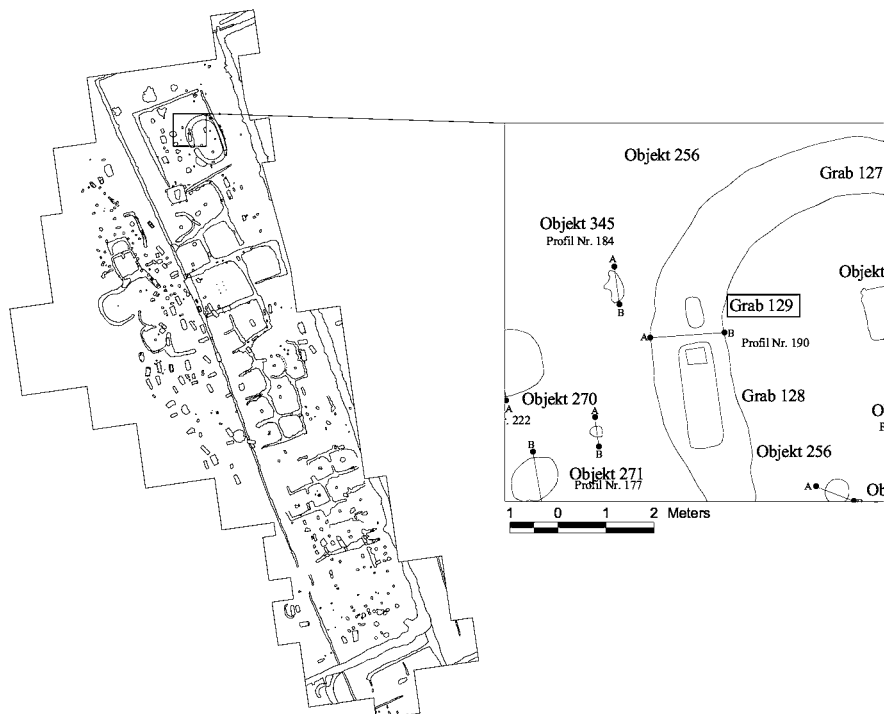 Objekt 256
Grab 127
Objekt 345
Profil Nr. 184
A
B
Objekt
Grab 129
A
B
Profil Nr. 190
Objekt 270
A
. 222
A
B
B
Grab 128
Objekt 256
Objekt 271
Profil Nr. 177
A
1 0 1 2 Meters